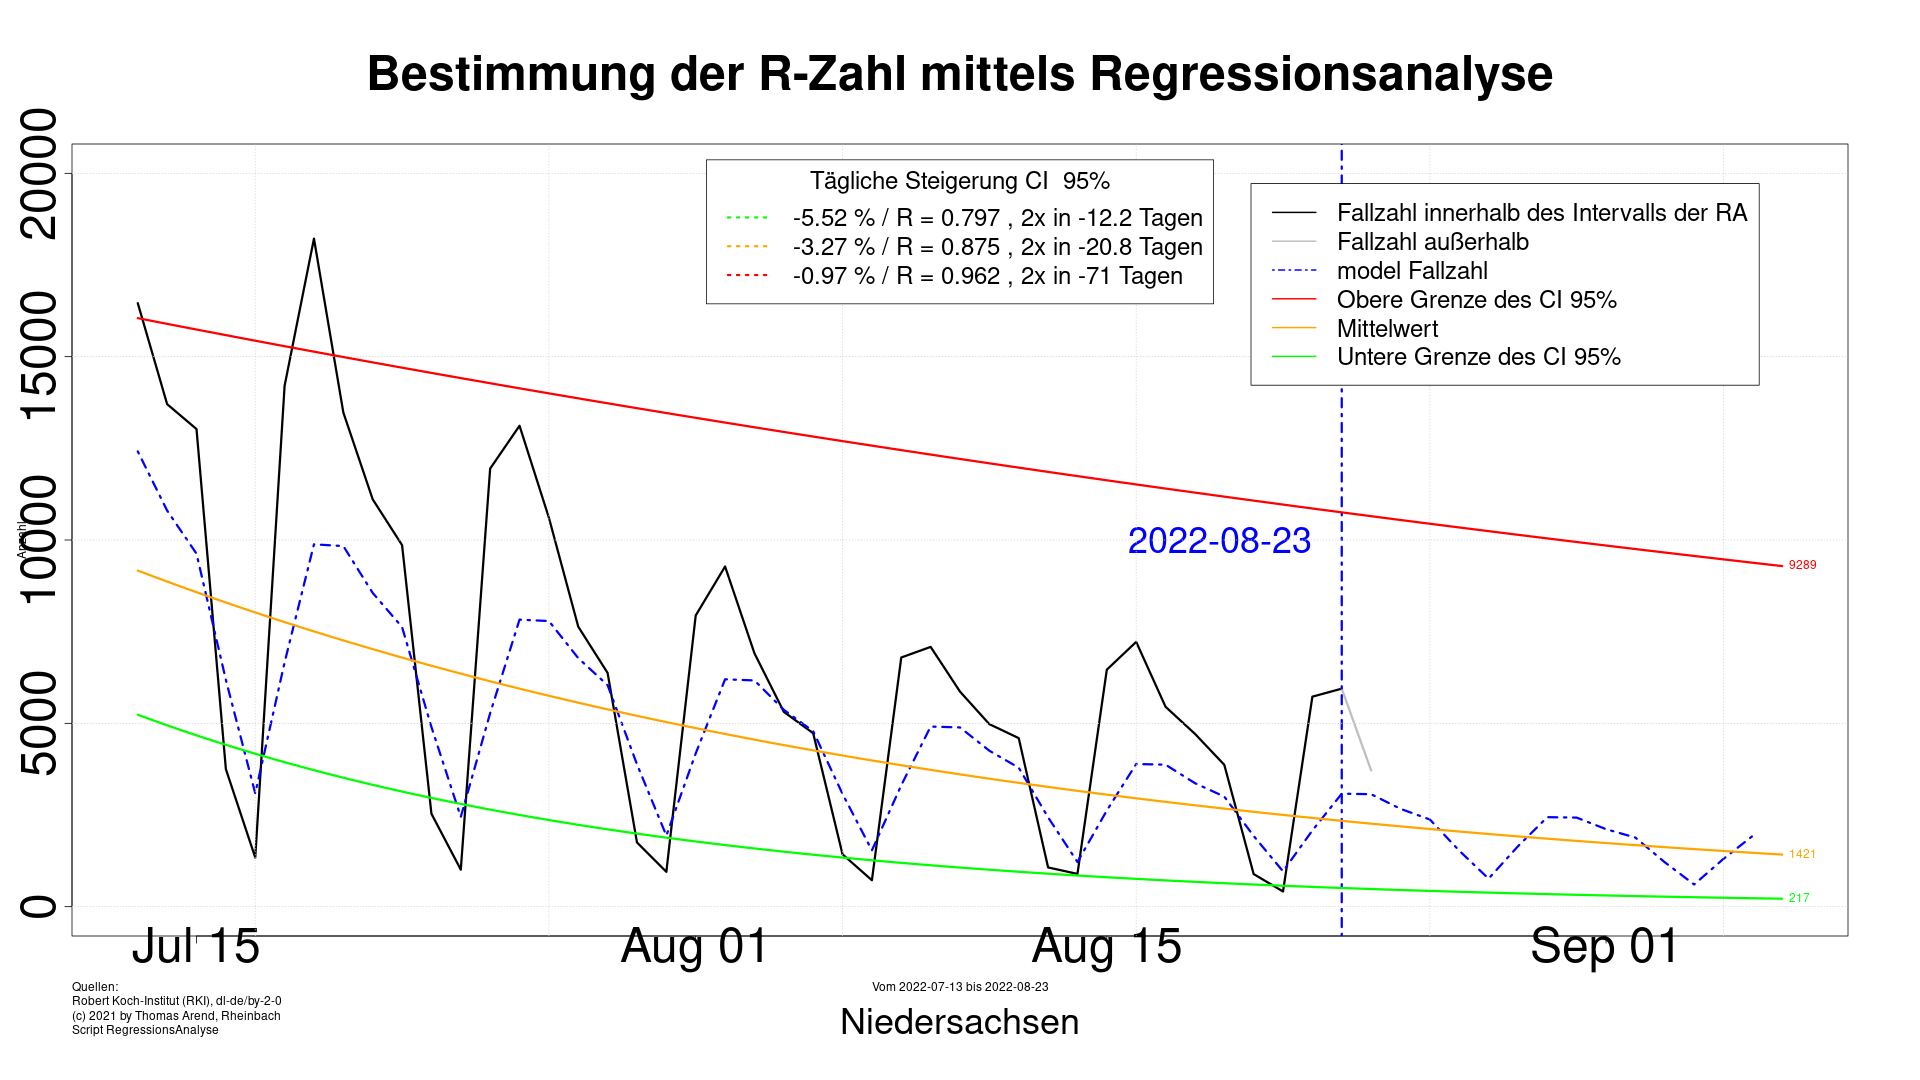 Bestimmung der R-Zahl mittels Regressionsanalyse
20000
15000
10000
5000
0
Anzahl
Tägliche Steigerung CI 95%
-5.52 % / R = 0.797 , 2x in -12.2 Tagen
-3.27 % / R = 0.875 , 2x in -20.8 Tagen
-0.97 % / R = 0.962 , 2x in -71 Tagen
Fallzahl innerhalb des Intervalls der RA
Fallzahl außerhalb
model Fallzahl
Obere Grenze des CI 95%
Mittelwert
Untere Grenze des CI 95%
2022-08-23
9289
1421
217
Jul 15
Aug 01
Aug 15
Sep 01
Quellen:
Robert Koch-Institut (RKI), dl-de/by-2-0
(c) 2021 by Thomas Arend, Rheinbach
Script RegressionsAnalyse
Vom 2022-07-13 bis 2022-08-23
Niedersachsen